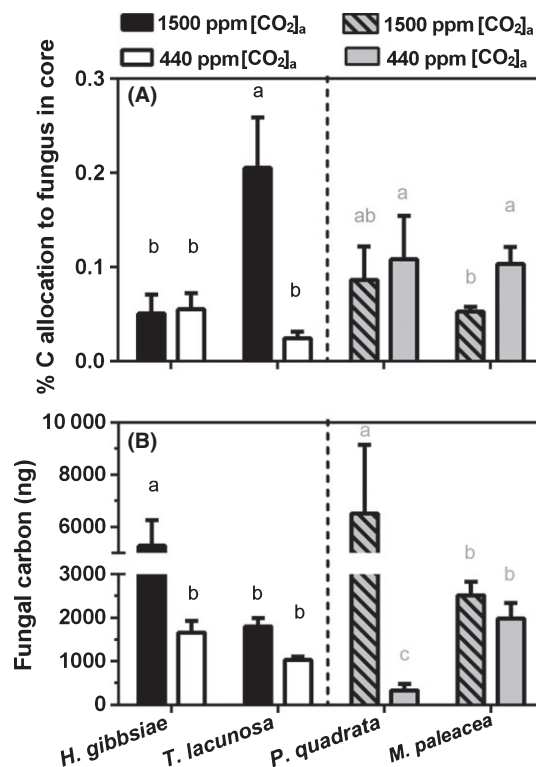 1500 ppm [CO₂]ₐ 1500 ppm [CO₂]ₐ
440 ppm [CO₂]ₐ 440 ppm [CO₂]ₐ
% C allocation to fungus in core
(A)
0.3
0.2
0.1
0.0
b b a b ab a b a
Fungal carbon (ng)
(B)
10 000
8000
6000
3000
2000
1000
0
a b b b a c b b
H. gibbsiae T. lacunosa P. quadrata M. paleacea